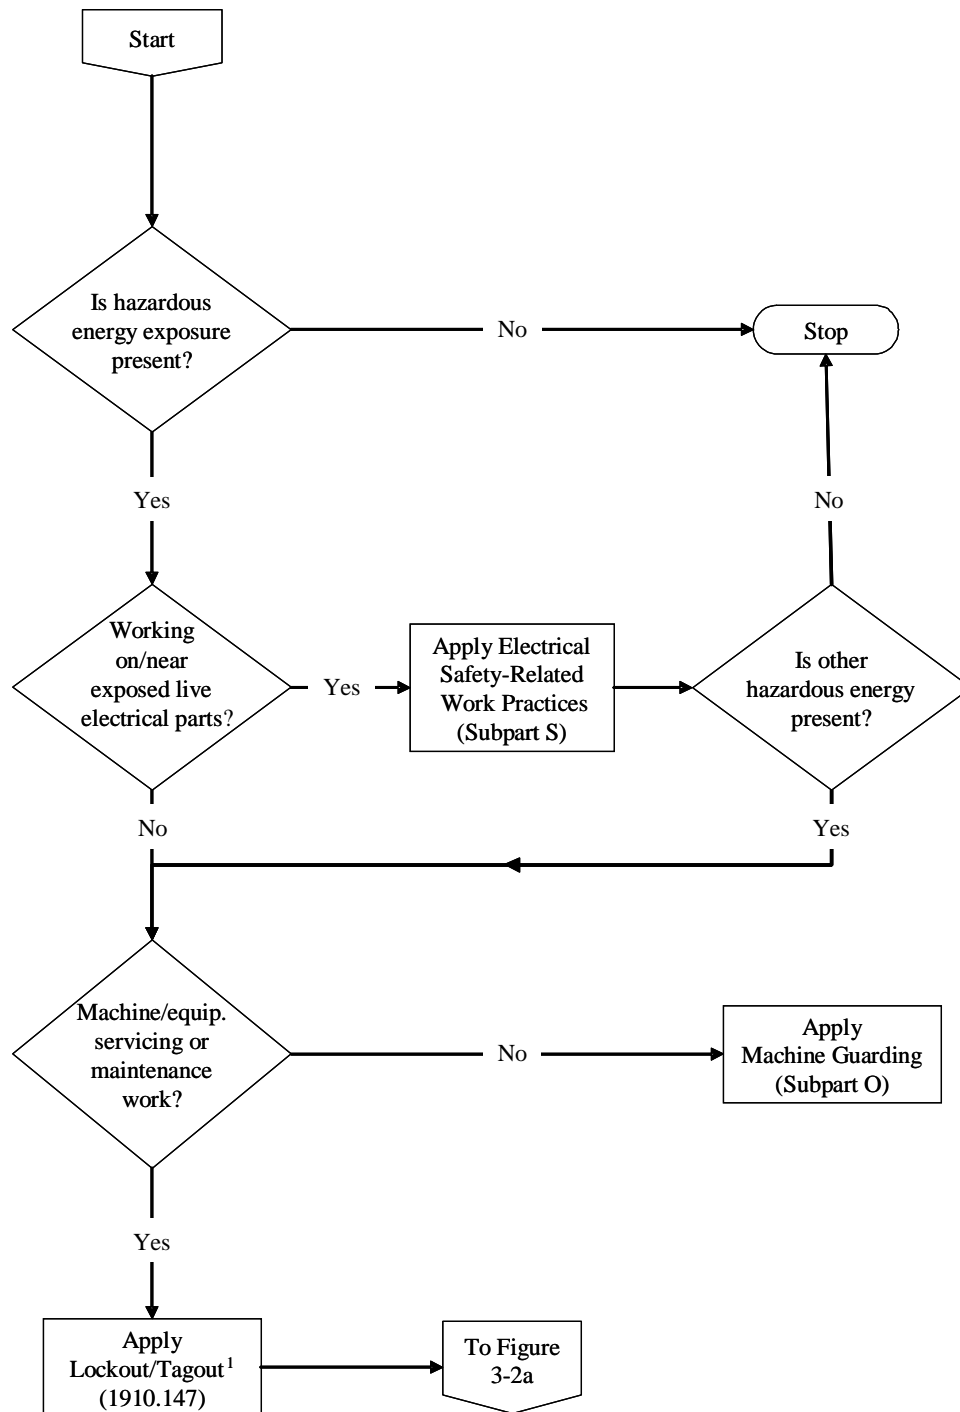 Start
Is hazardous
energy exposure
present?
No
Stop
Yes
No
Working
on/near
exposed live
electrical parts?
Yes
Apply Electrical
Safety-Related
Work Practices
(Subpart S)
Is other
hazardous energy
present?
No
Yes
Machine/equip.
servicing or
maintenance
work?
No
Apply
Machine Guarding
(Subpart O)
Yes
Apply
Lockout/Tagout¹
(1910.147)
To Figure
3-2a